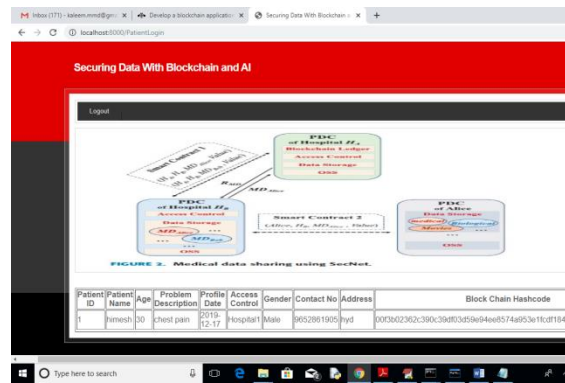 Inbox (171) - kaleem.mmd@gm
Develop a blockchain application
Securing Data With Blockchain a
localhost:8000/PatientLogin
Securing Data With Blockchain and AI
Logout
PDC
of Hospital
Blockchain Ledger
Access Control
Data Storage
OSS
Smart Contract 1
PDC
of Hospital
Access Control
Data Storage
...
OSS
Smart Contract 2
PDC
of Alice
Data Storage
Medical Biological
Movies ...
...
OSS
FIGURE 2. Medical data sharing using SecNet.
Patient ID Patient Name Age Problem Description Profile Date Access Control Gender Contact No Address Block Chain Hashcode
1 himesh 30 chest pain 2019-12-17 Hospital1 Male 9652861905 hyd
Type here to search